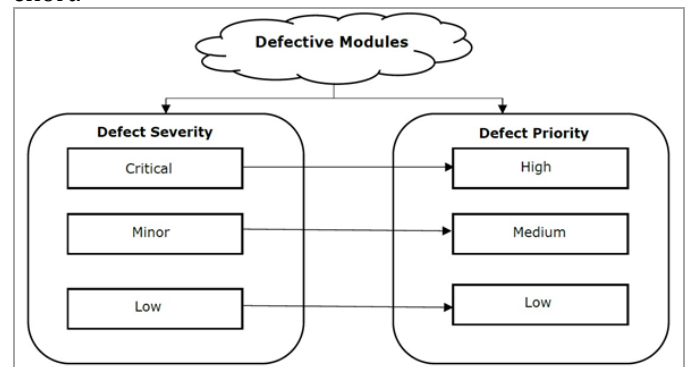 Defective Modules
Defect Severity
Critical
Minor
Low
Defect Priority
High
Medium
Low